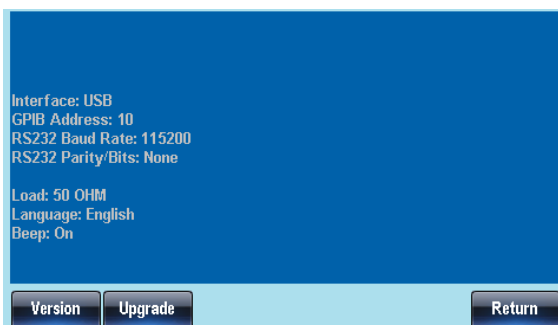 Interface: USB
GPIB Address: 10
RS232 Baud Rate: 115200
RS232 Parity/Bits: None
Load: 50 OHM
Language: English
Beep: On
Version Upgrade Return